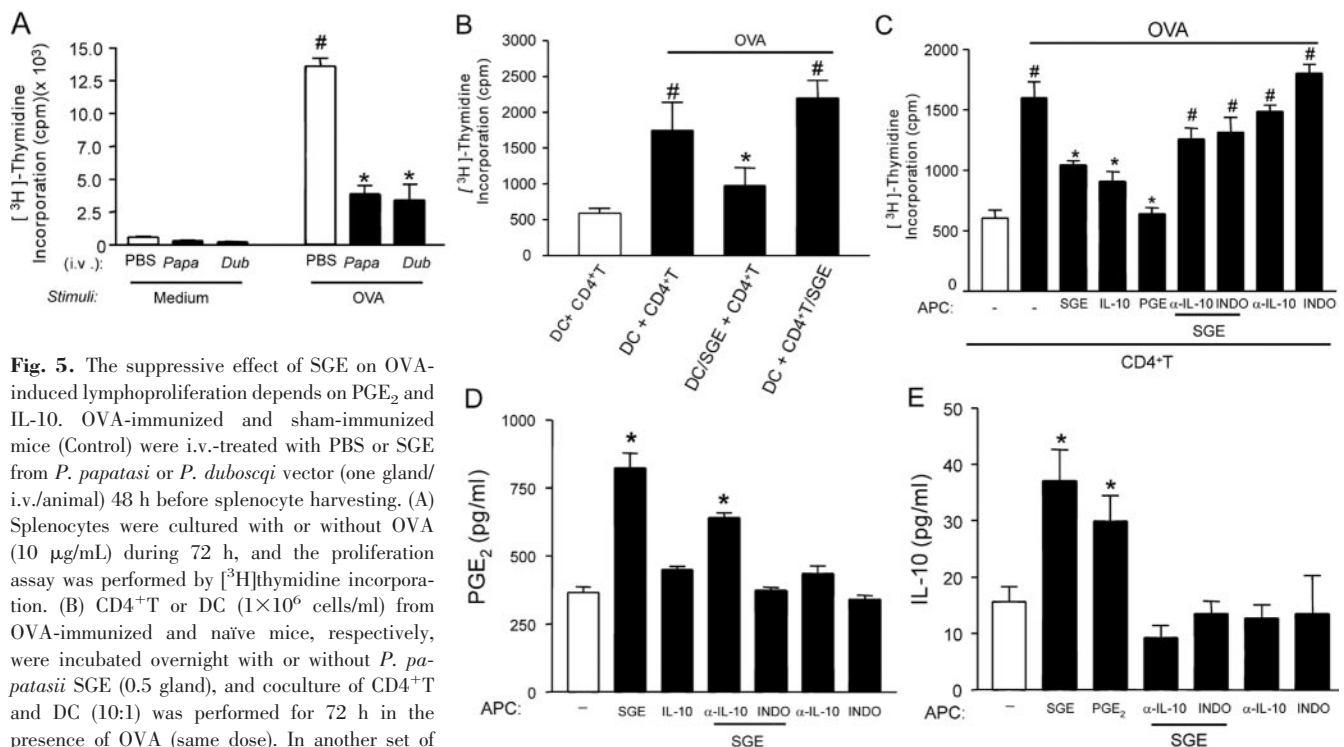 A
[³H]-Thymidine
Incorporation (cpm)(x 10³)
15.0
12.5
10.0
7.5
5.0
2.5
0
#
*
*
(i.v .):
PBS Papa Dub PBS Papa Dub
Stimuli: Medium OVA
B
OVA
[³H ]-Thymidine
Incorporation (cpm)
3000
2500
2000
1500
1000
500
0
#
*
#
DC+ CD4⁺T
DC + CD4⁺T
DC/SGE + CD4⁺T
DC + CD4⁺T/SGE
C
OVA
[³H ]-Thymidine
Incorporation (cpm)
2000
1500
1000
500
0
#
*
*
*
#
#
#
#
APC: - - SGE IL-10 PGE α-IL-10 INDO α-IL-10 INDO
SGE
CD4⁺T
Fig. 5. The suppressive effect of SGE on OVA-
induced lymphoproliferation depends on PGE₂ and
IL-10. OVA-immunized and sham-immunized
mice (Control) were i.v.-treated with PBS or SGE
from P. papatasi or P. duboscqi vector (one gland/
i.v./animal) 48 h before splenocyte harvesting. (A)
Splenocytes were cultured with or without OVA
(10 μg/mL) during 72 h, and the proliferation
assay was performed by [³H]thymidine incorpora-
tion. (B) CD4⁺T or DC (1×10⁶ cells/ml) from
OVA-immunized and naïve mice, respectively,
were incubated overnight with or without P. pa-
patasii SGE (0.5 gland), and coculture of CD4⁺T
and DC (10:1) was performed for 72 h in the
presence of OVA (same dose). In another set of
D
PGE₂ (pg/ml)
1000
750
500
250
0
*
*
APC: – SGE IL-10 α-IL-10 INDO α-IL-10 INDO
SGE
E
IL-10 (pg/ml)
50
40
30
20
10
0
*
*
APC: – SGE PGE₂ α-IL-10 INDO α-IL-10 INDO
SGE